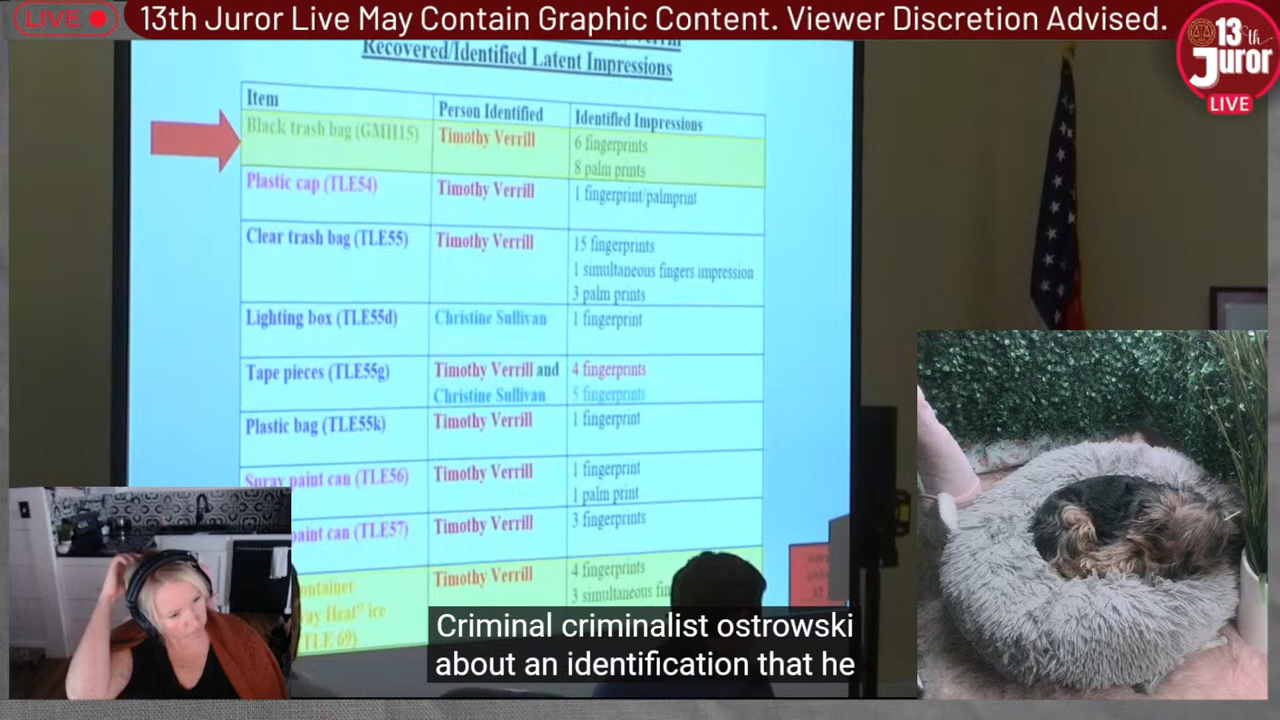 LIVE
13th Juror Live May Contain Graphic Content. Viewer Discretion Advised.
13th
Juror
LIVE
Recovered/Identified Latent Impressions
Item Person Identified Identified Impressions
Black trash bag (GMH15) Timothy Verrill 6 fingerprints
8 palm prints
Plastic cap (TLE54) Timothy Verrill 1 fingerprint/palmprint
Clear trash bag (TLE55) Timothy Verrill 15 fingerprints
1 simultaneous fingers impression
3 palm prints
Lighting box (TLE55d) Christine Sullivan 1 fingerprint
Tape pieces (TLE55g) Timothy Verrill and 4 fingerprints
Christine Sullivan 5 fingerprints
Plastic bag (TLE55k) Timothy Verrill 1 fingerprint
Spray paint can (TLE56) Timothy Verrill 1 fingerprint
1 palm print
paint can (TLE57) Timothy Verrill 3 fingerprints
Timothy Verrill 4 fingerprints
3 simultaneous
Heat" ice
TLE 69)
Criminal criminalist ostrowski
about an identification that he